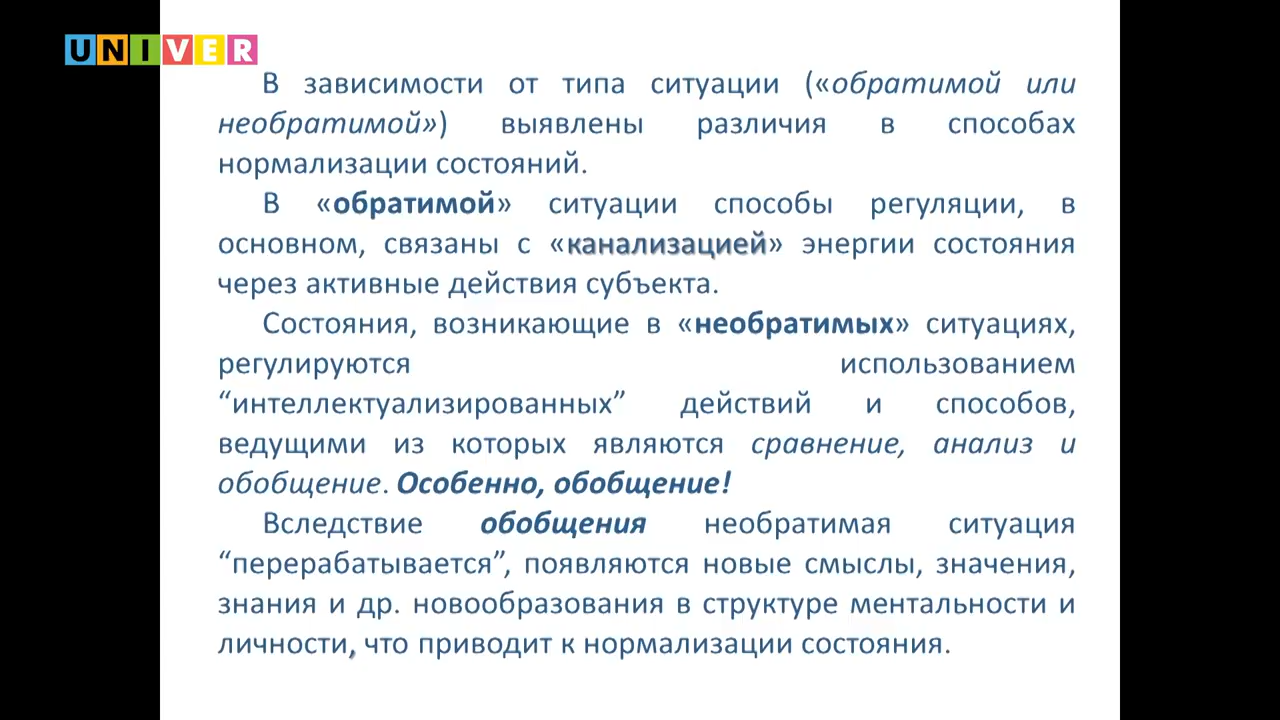 UNIVER
В зависимости от типа ситуации («обратимой или
необратимой») выявлены различия в способах
нормализации состояний.
В «обратимой» ситуации способы регуляции, в
основном, связаны с «канализацией» энергии состояния
через активные действия субъекта.
Состояния, возникающие в «необратимых» ситуациях,
регулируются использованием
“интеллектуализированных” действий и способов,
ведущими из которых являются сравнение, анализ и
обобщение. Особенно, обобщение!
Вследствие обобщения необратимая ситуация
“перерабатывается”, появляются новые смыслы, значения,
знания и др. новообразования в структуре ментальности и
личности, что приводит к нормализации состояния.